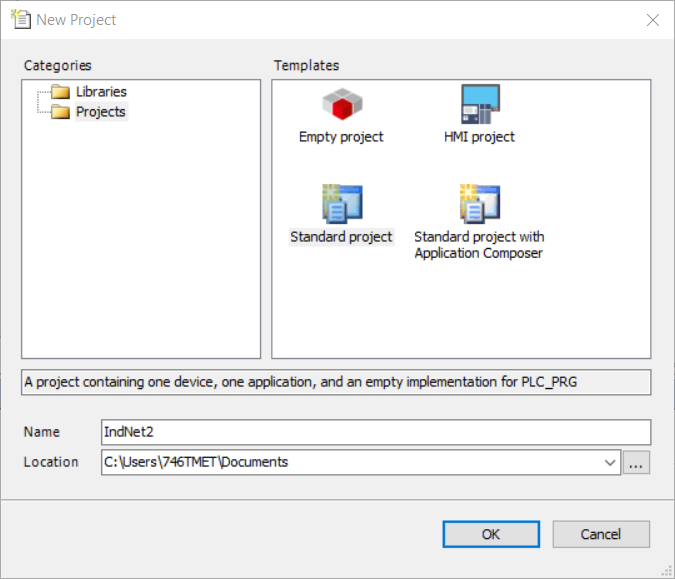 New Project
Categories
Templates
Libraries
Projects
Empty project
HMI project
Standard project
Standard project with
Application Composer
A project containing one device, one application, and an empty implementation for PLC_PRG
Name
IndNet2
Location
C:\Users\746TMET\Documents
...
OK
Cancel